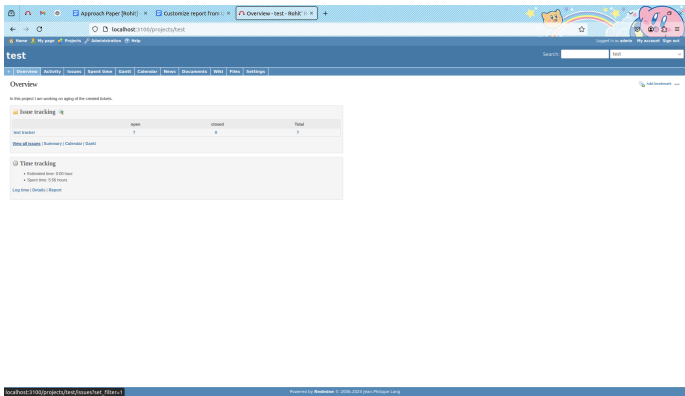 Approach Paper [Rohit]
Customize report from U
Overview - test - Rohit'
localhost:3100/projects/test
Home My page Projects Administration Help
Logged in as admin My account Sign out
test
Search: test
+ Overview Activity Issues Spent time Gantt Calendar News Documents Wiki Files Settings
Overview
Add bookmark
In this project I am working on aging of the created tickets.
Issue tracking
open closed Total
test tracker 7 0 7
View all issues | Summary | Calendar | Gantt
Time tracking
Estimated time: 0:00 hour
Spent time: 5:55 hours
Log time | Details | Report
localhost:3100/projects/test/issues?set_filter=1
Powered by Redmine © 2006-2023 Jean-Philippe Lang